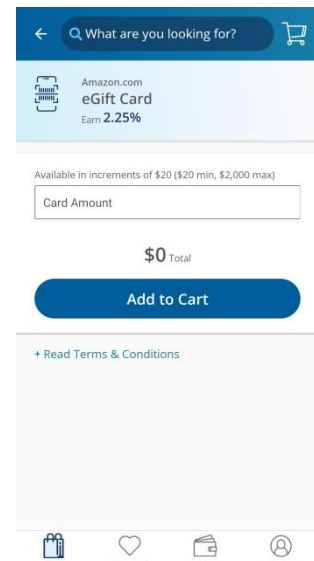 What are you looking for?
Amazon.com
eGift Card
Earn 2.25%
Available in increments of $20 ($20 min, $2,000 max)
Card Amount
$0 Total
Add to Cart
+ Read Terms & Conditions